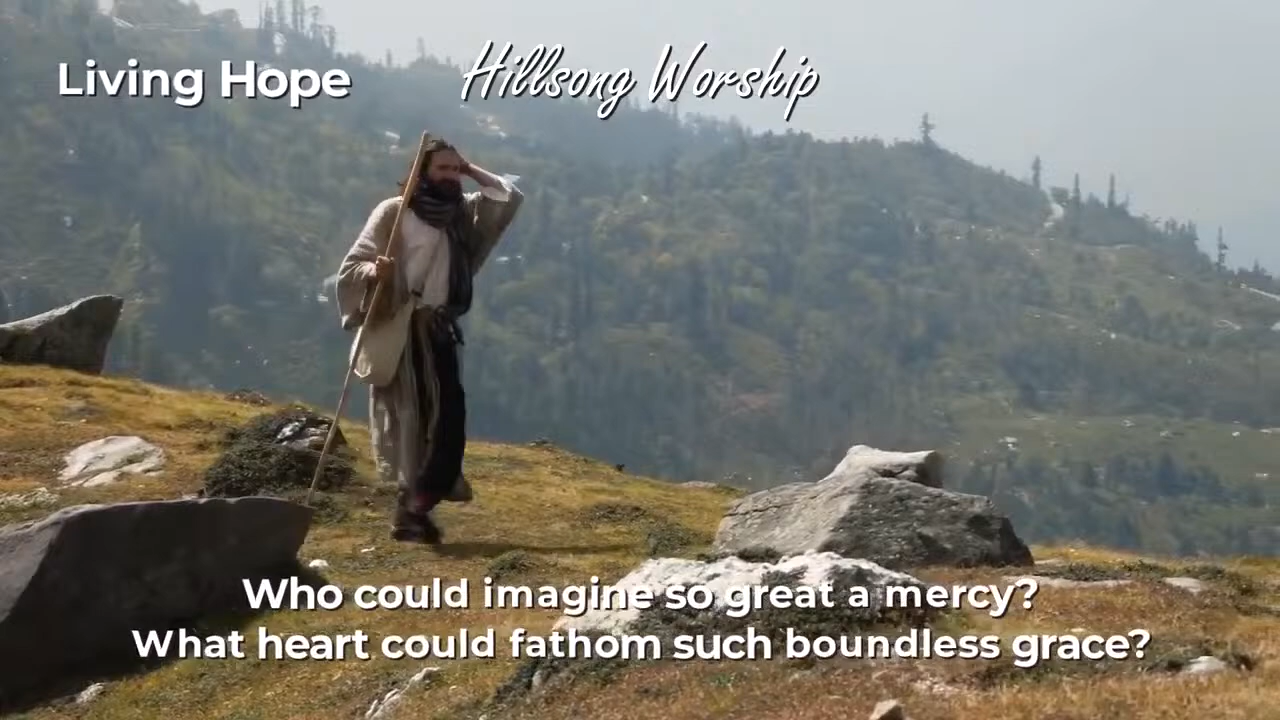 Living Hope
Hillsong Worship
Who could imagine so great a mercy?
What heart could fathom such boundless grace?